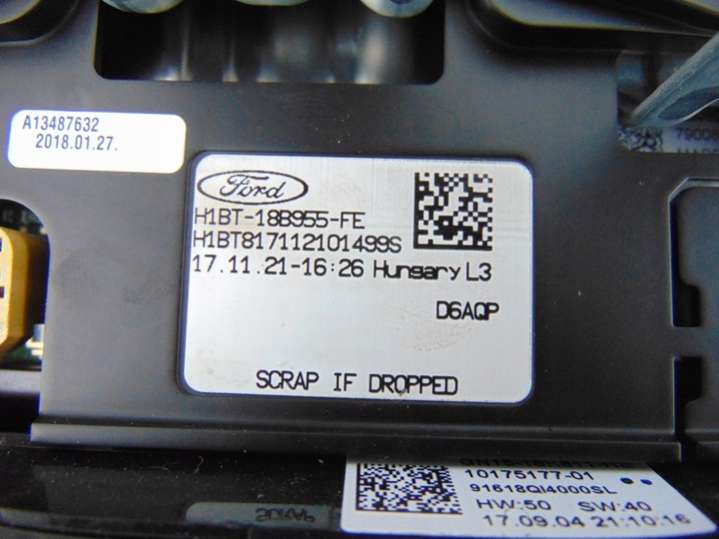 A13487632
2018.01.27.
Ford
H1BT-18B955-FE
H1BT817112101499S
17.11.21-16:26 Hungary L3
D6AQP
SCRAP IF DROPPED
10175177-01
91618QI4000SL
HW:50 SW:40
17.09.04 21:10:16